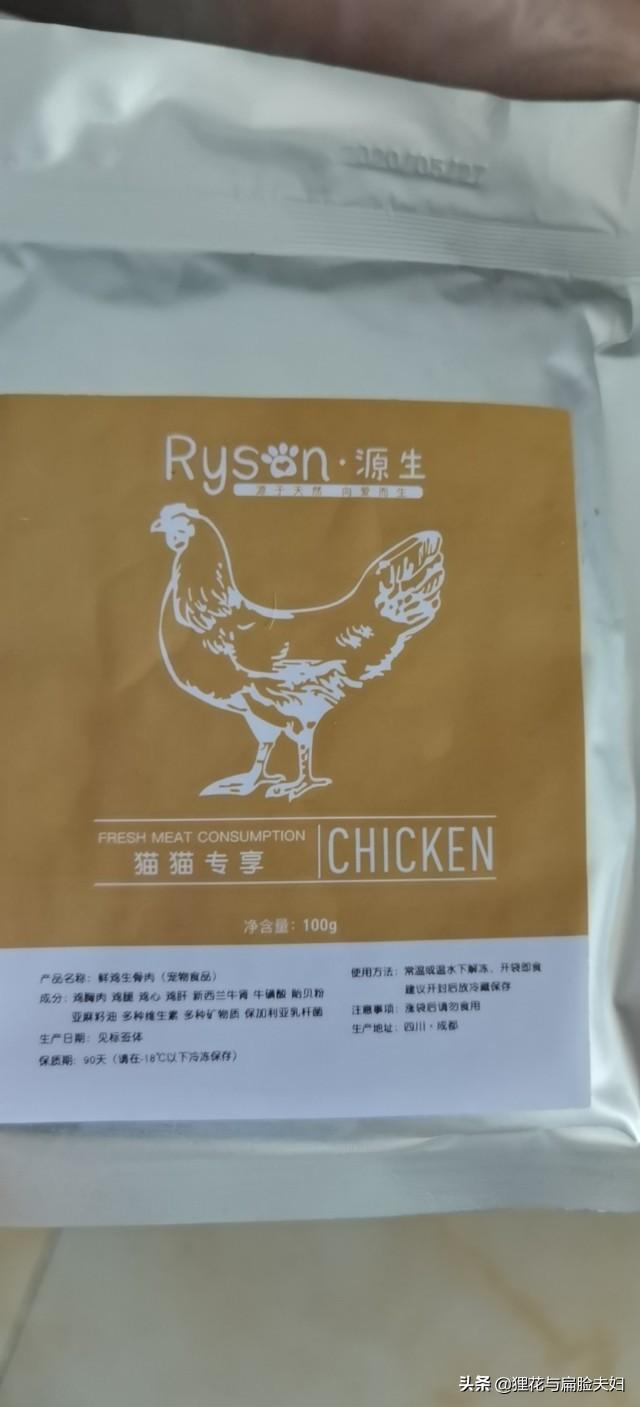 Ryson·源生
源于天然 向爱而生
FRESH MEAT CONSUMPTION
猫猫专享
CHICKEN
净含量：100g
产品名称：鲜鸡生骨肉（宠物食品）
成分：鸡胸肉 鸡腿 鸡心 鸡肝 新西兰牛肾 牛磺酸 贻贝粉
亚麻籽油 多种维生素 多种矿物质 保加利亚乳杆菌
生产日期：见标签体
保质期：90天（请在-18℃以下冷冻保存）
使用方法：常温或温水下解冻、开袋即食
建议开封后放冷藏保存
注意事项：涨袋后请勿食用
生产地址：四川·成都
头条 @狸花与扁脸夫妇